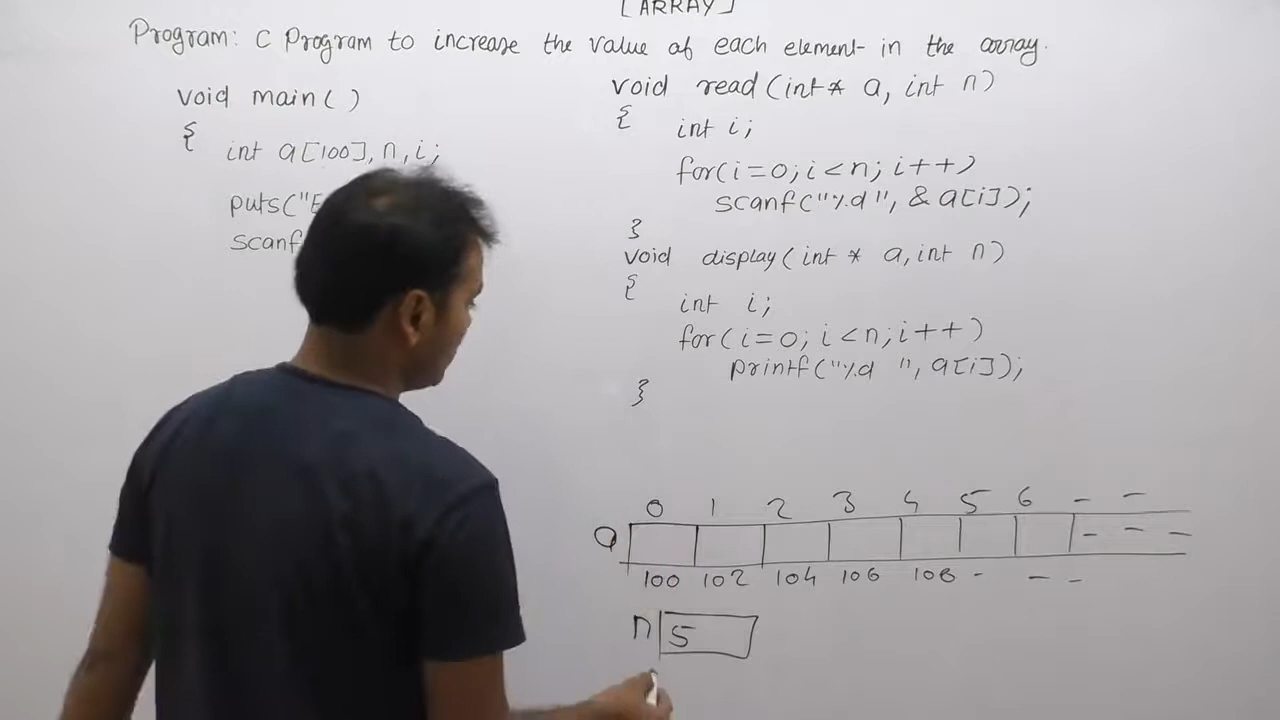 [ARRAY]
Program: C Program to increase the value of each element in the array.
void main( )
{
int a[100], n, i;
puts("E
scanf
void read(int* a, int n)
{
int i;
for(i=0; i<n; i++)
scanf("%d", & a[i]);
}
void display(int * a, int n)
{
int i;
for(i=0; i<n; i++)
printf("%d ", a[i]);
}
0 1 2 3 4 5 6 - -
a - - -
100 102 104 106 108 - - -
n 5